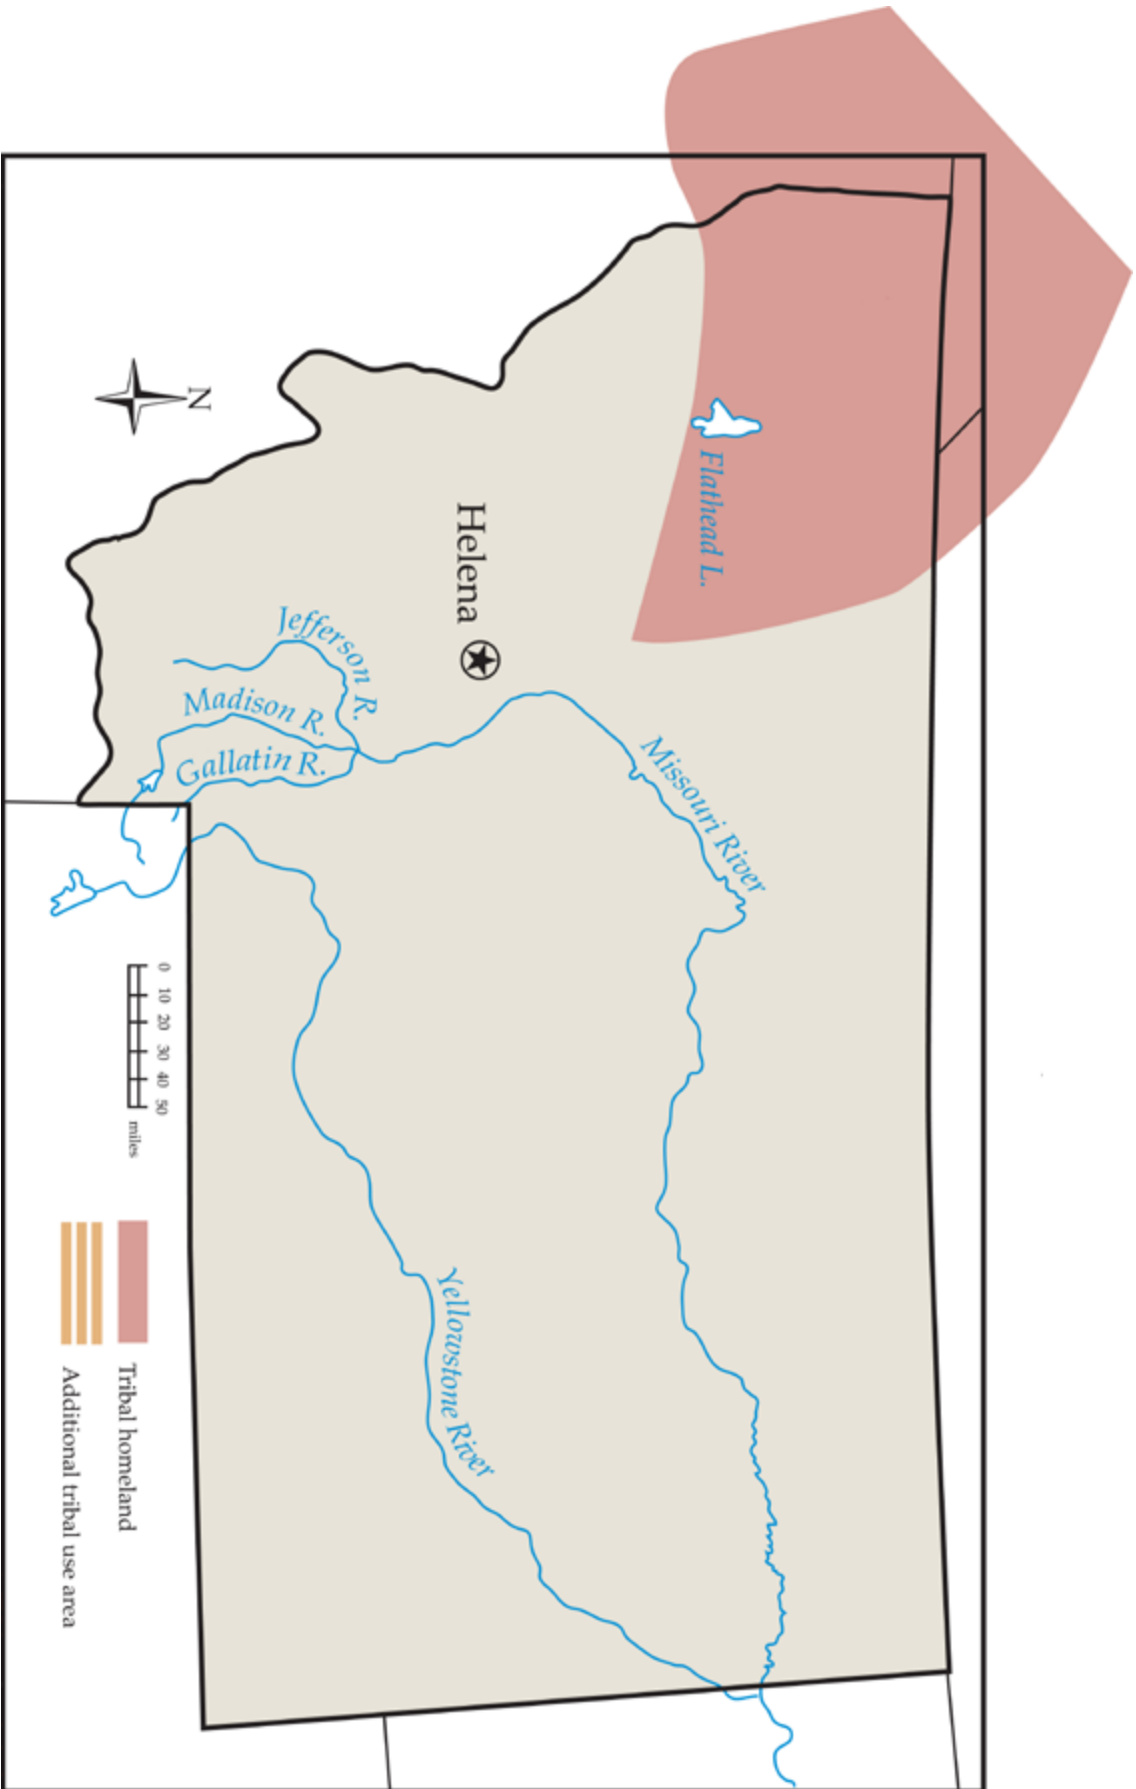 Flathead L.
Missouri River
Helena
Jefferson R.
Madison R.
Gallatin R.
Yellowstone River
N
0 10 20 30 40 50
miles
Tribal homeland
Additional tribal use area